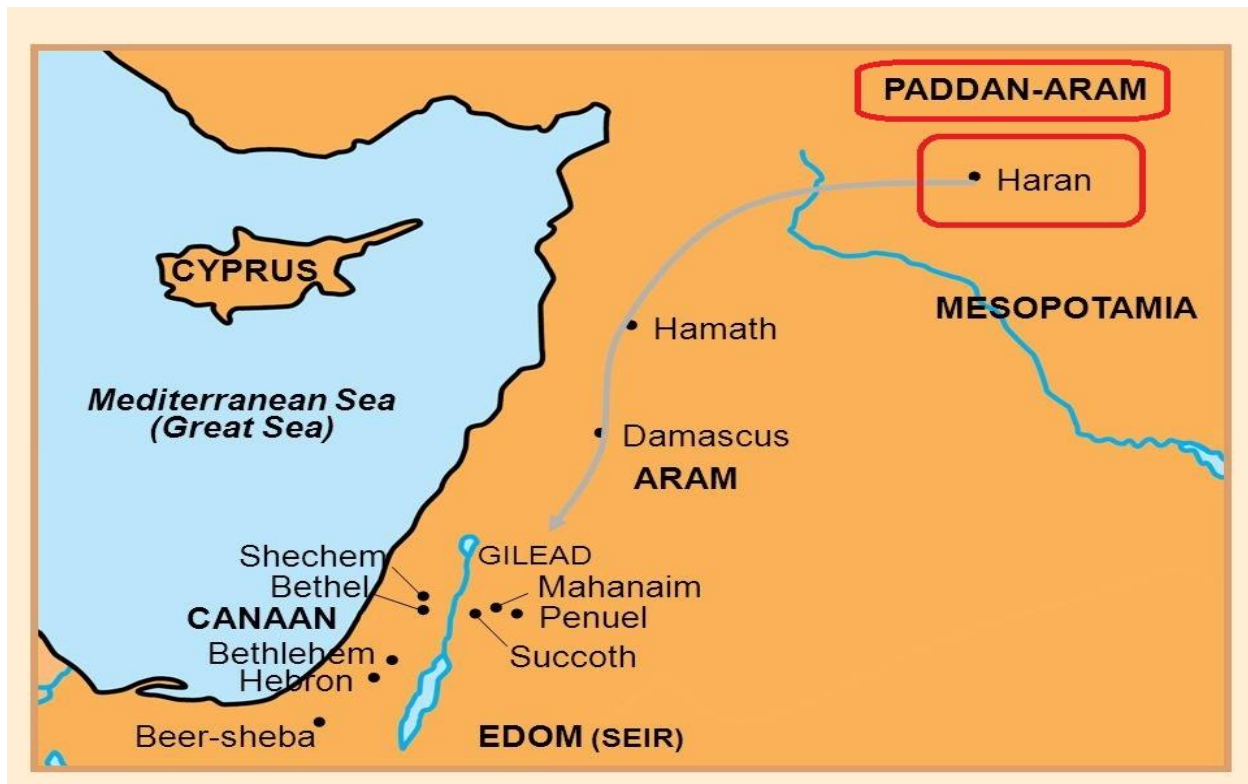 PADDAN-ARAM
Haran
CYPRUS
MESOPOTAMIA
Hamath
Mediterranean Sea
(Great Sea)
Damascus
ARAM
Shechem
GILEAD
Bethel
Mahanaim
CANAAN
Penuel
Bethlehem
Succoth
Hebron
Beer-sheba
EDOM (SEIR)